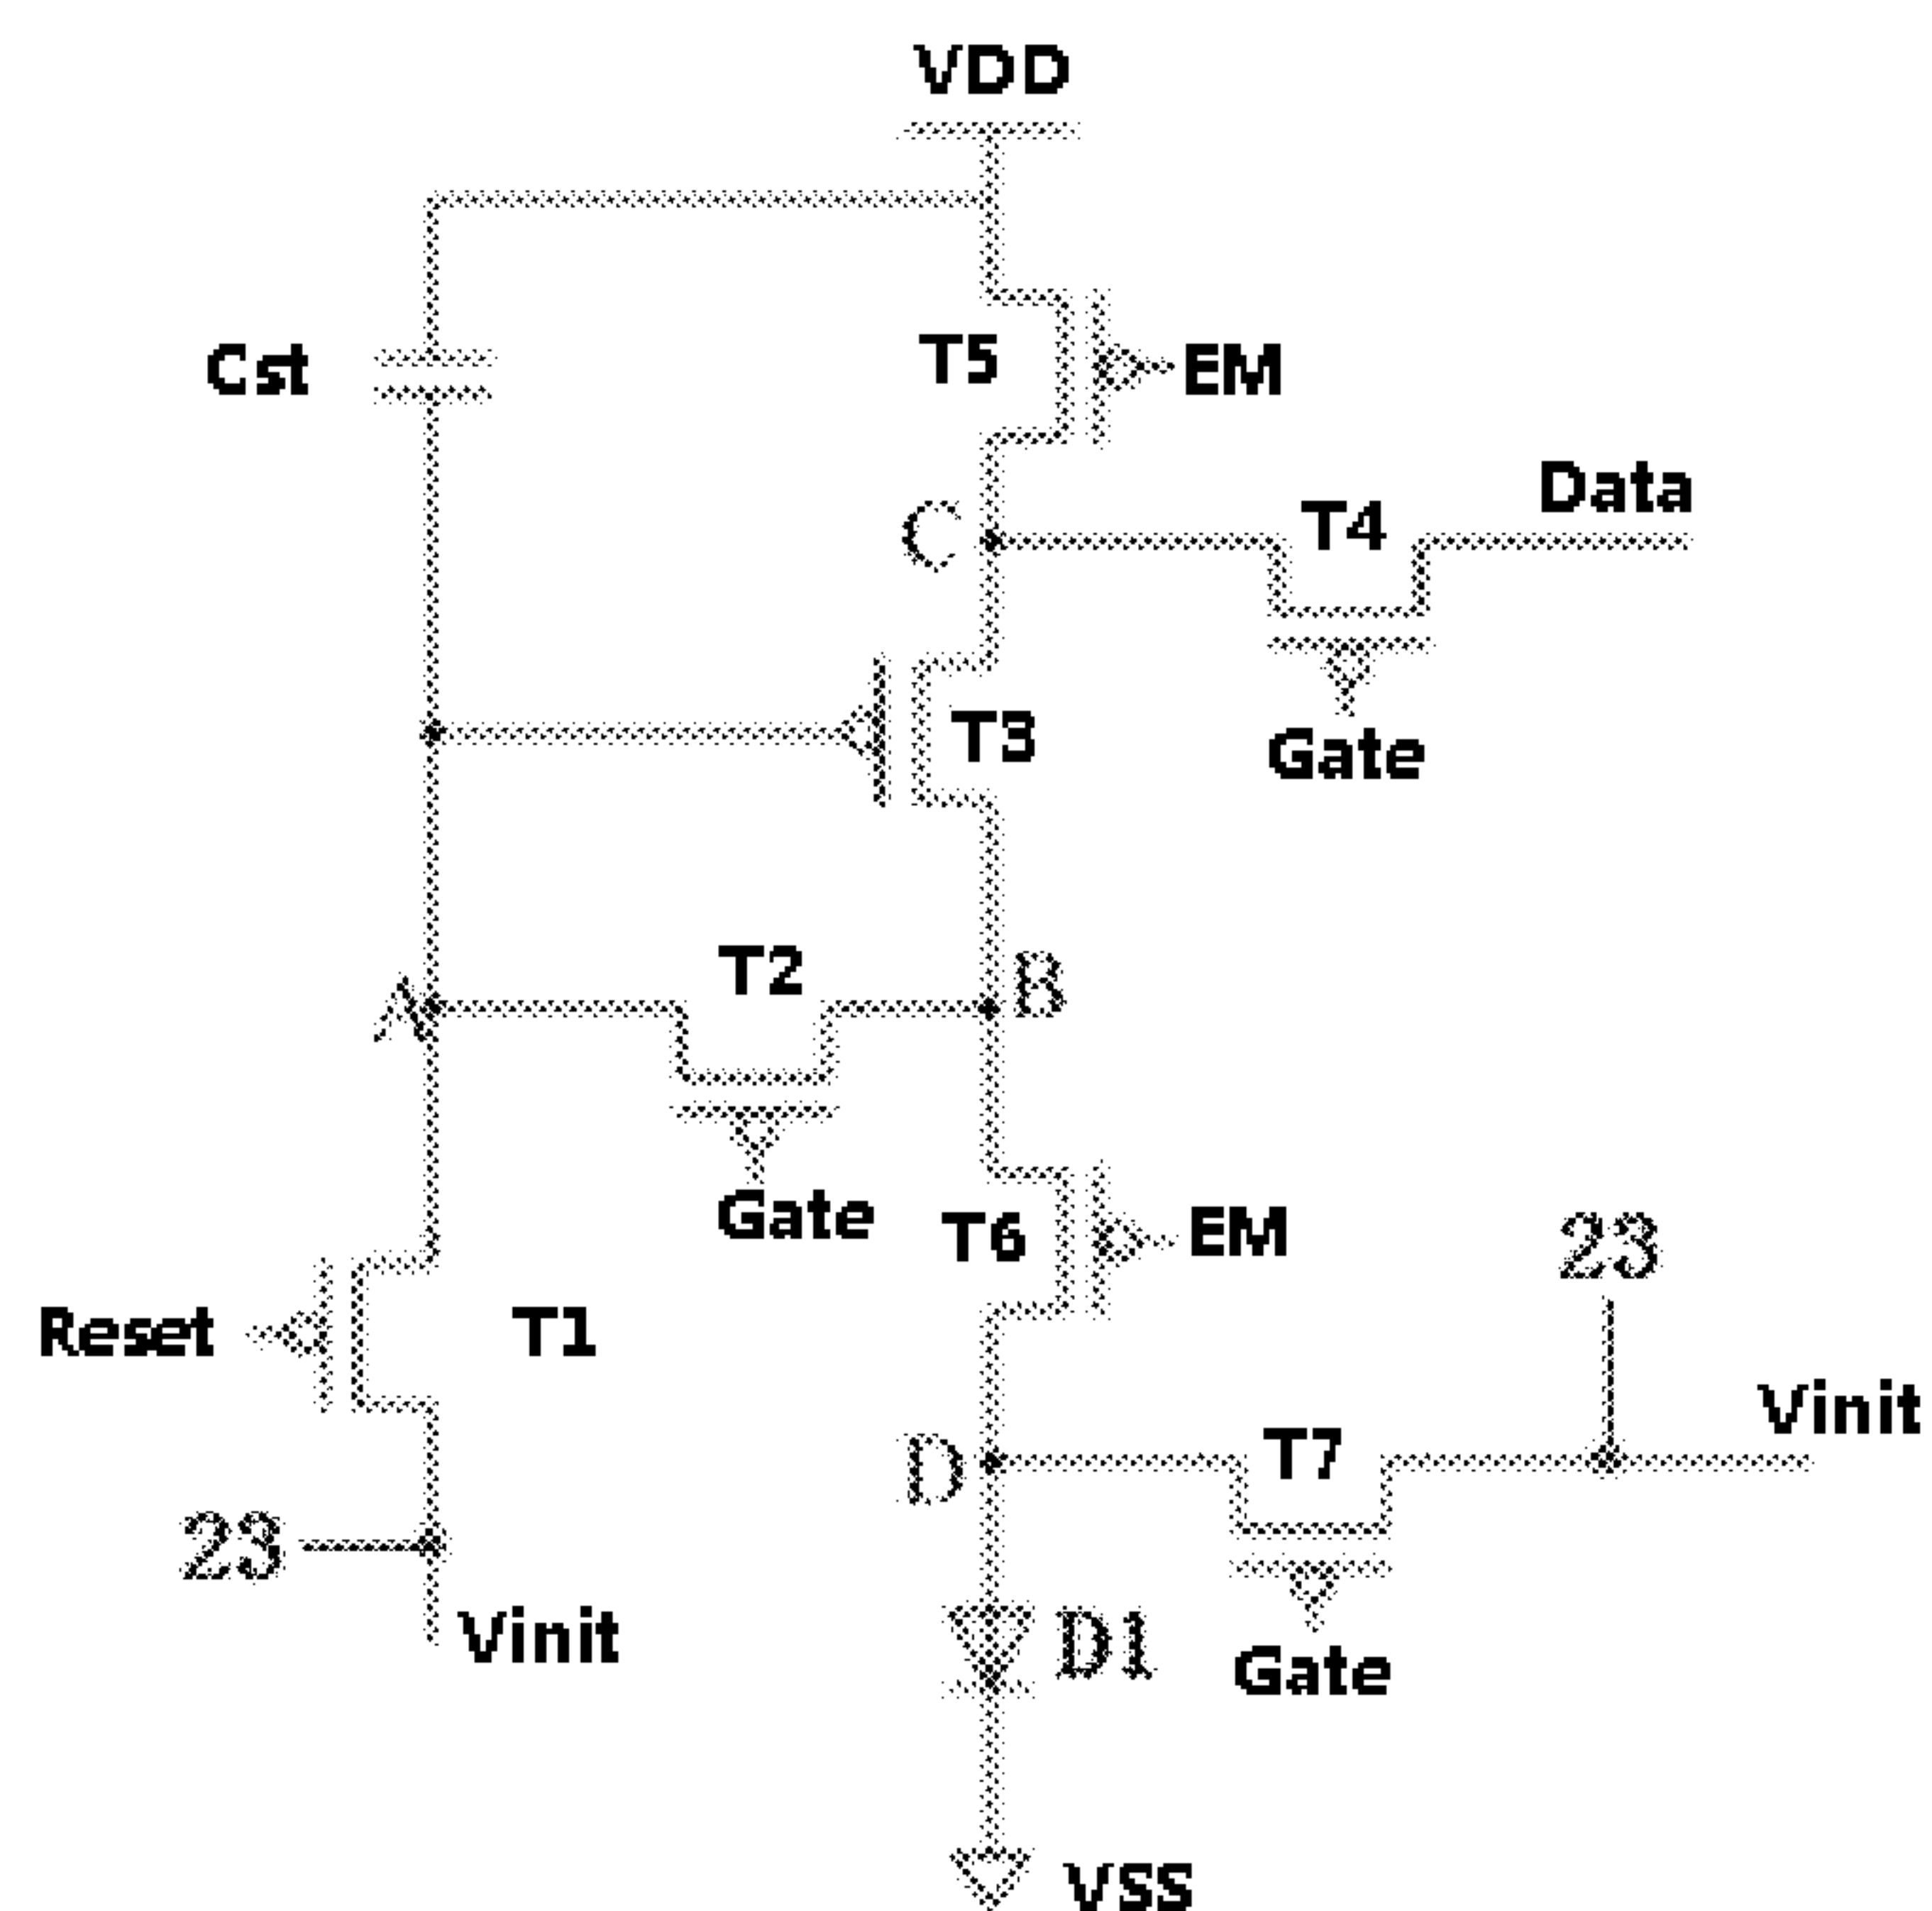 VDD
Cst
T5
EM
Data
C
T4
T3
Gate
T2
B
A
Gate
T6
EM
23
Reset
T1
Vinit
D
T7
23
Vinit
D1
Gate
VSS